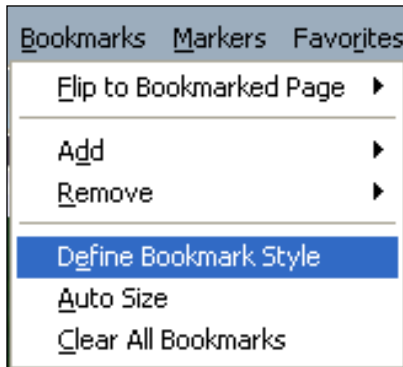 Bookmarks Markers Favorites
Flip to Bookmarked Page
Add
Remove
Define Bookmark Style
Auto Size
Clear All Bookmarks